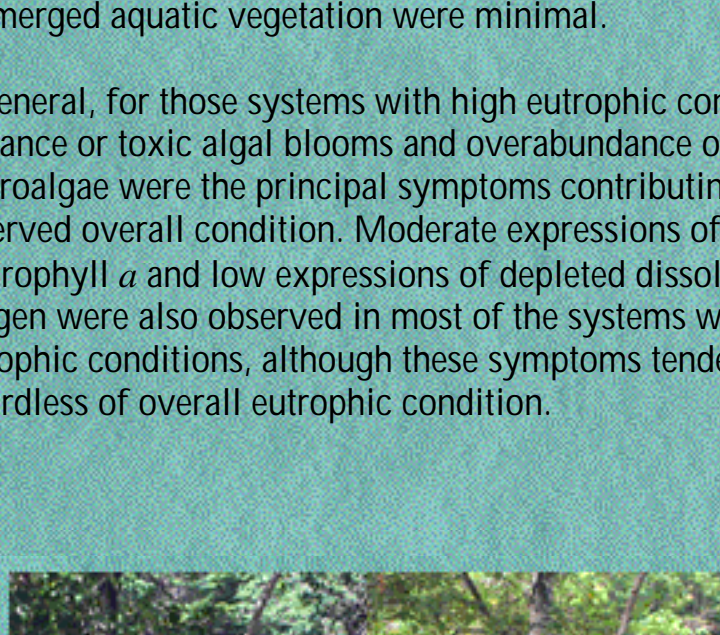 merged aquatic vegetation were minimal.
eneral, for those systems with high eutrophic con
ance or toxic algal blooms and overabundance o
roalgae were the principal symptoms contributin
erved overall condition. Moderate expressions of
rophyll a and low expressions of depleted dissol
gen were also observed in most of the systems w
ophic conditions, although these symptoms tende
rdless of overall eutrophic condition.